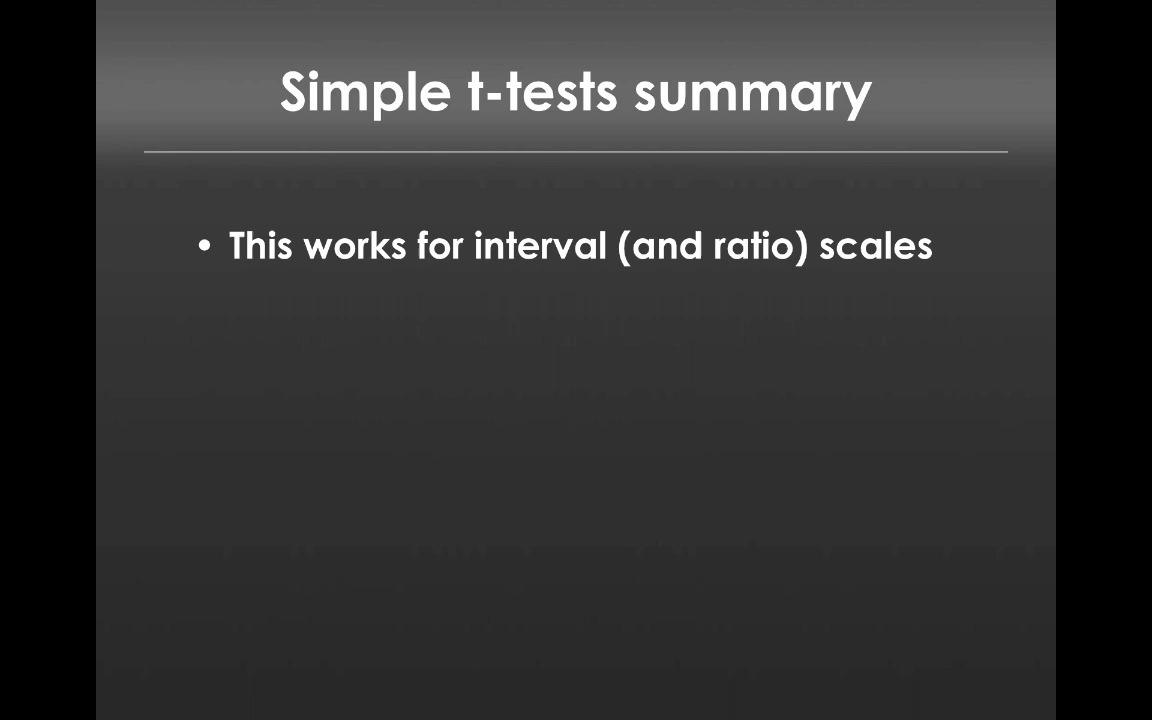 Simple t-tests summary
• This works for interval (and ratio) scales